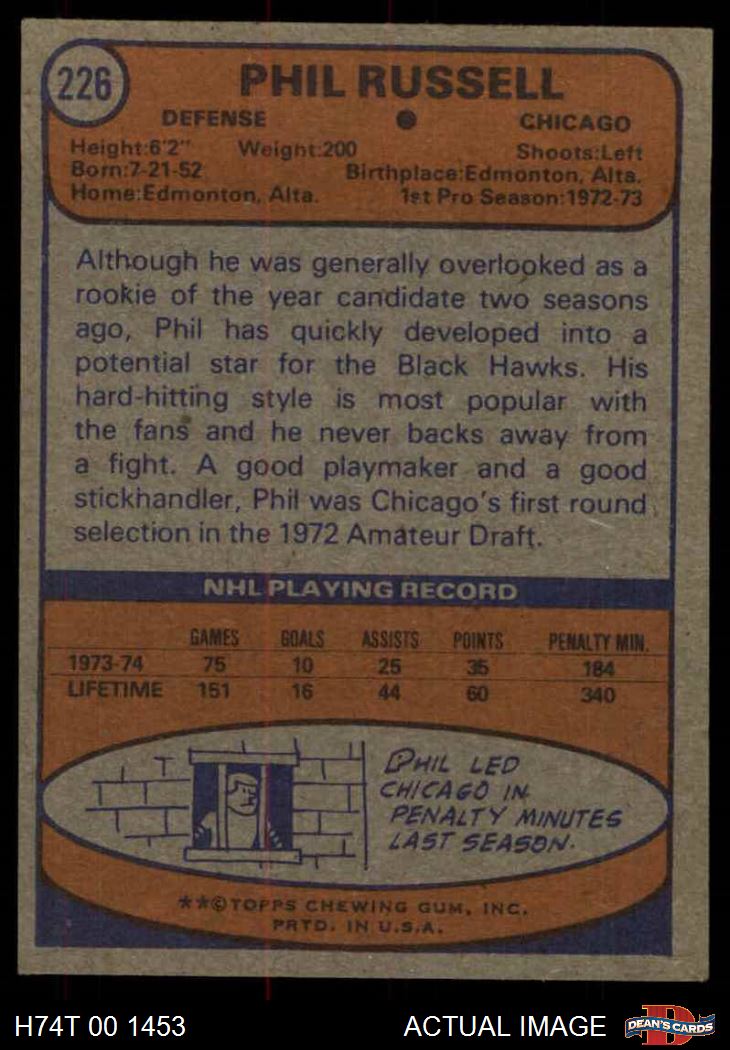 226
PHIL RUSSELL
DEFENSE ● CHICAGO
Height:6'2" Weight:200 Shoots:Left
Born:7-21-52 Birthplace:Edmonton, Alta.
Home:Edmonton, Alta. 1st Pro Season:1972-73
Although he was generally overlooked as a
rookie of the year candidate two seasons
ago, Phil has quickly developed into a
potential star for the Black Hawks. His
hard-hitting style is most popular with
the fans and he never backs away from
a fight. A good playmaker and a good
stickhandler, Phil was Chicago's first round
selection in the 1972 Amateur Draft.
NHL PLAYING RECORD
GAMES GOALS ASSISTS POINTS PENALTY MIN.
1973-74 75 10 25 35 184
LIFETIME 151 16 44 60 340
PHIL LED
CHICAGO IN
PENALTY MINUTES
LAST SEASON.
**©TOPPS CHEWING GUM, INC.
PRTD. IN U.S.A.
H74T 00 1453 ACTUAL IMAGE D DEAN'S CARDS